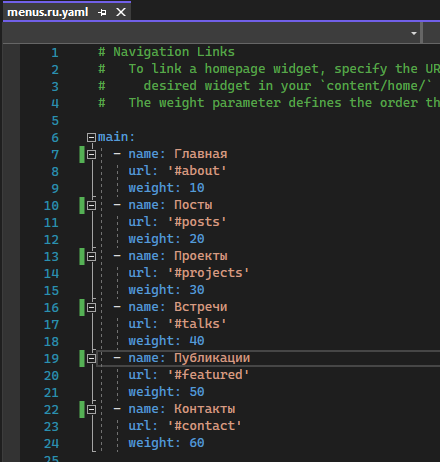 menus.ru.yaml
1 # Navigation Links
2 #   To link a homepage widget, specify the UR
3 #     desired widget in your `content/home/`
4 #   The weight parameter defines the order th
5
6 main:
7   - name: Главная
8     url: '#about'
9     weight: 10
10   - name: Посты
11     url: '#posts'
12     weight: 20
13   - name: Проекты
14     url: '#projects'
15     weight: 30
16   - name: Встречи
17     url: '#talks'
18     weight: 40
19   - name: Публикации
20     url: '#featured'
21     weight: 50
22   - name: Контакты
23     url: '#contact'
24     weight: 60
25